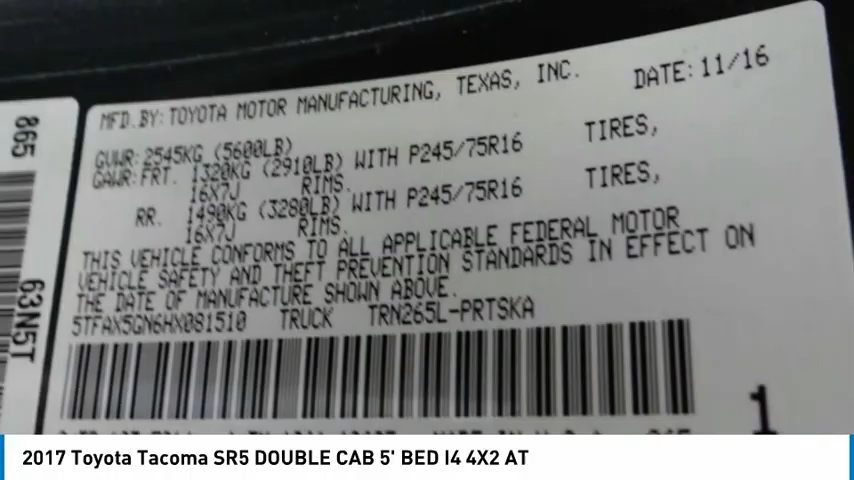 865
63N5T
MFD.BY:TOYOTA MOTOR MANUFACTURING, TEXAS, INC. DATE:11/16
GVWR:2545KG (5600LB)
GAWR:FRT. 1320KG (2910LB) WITH P245/75R16 TIRES,
16X7J RIMS.
RR. 1490KG (3280LB) WITH P245/75R16 TIRES,
16X7J RIMS.
THIS VEHICLE CONFORMS TO ALL APPLICABLE FEDERAL MOTOR
VEHICLE SAFETY AND THEFT PREVENTION STANDARDS IN EFFECT ON
THE DATE OF MANUFACTURE SHOWN ABOVE.
5TFAX5GN6HX081510 TRUCK TRN265L-PRTSKA
1
2017 Toyota Tacoma SR5 DOUBLE CAB 5' BED I4 4X2 AT